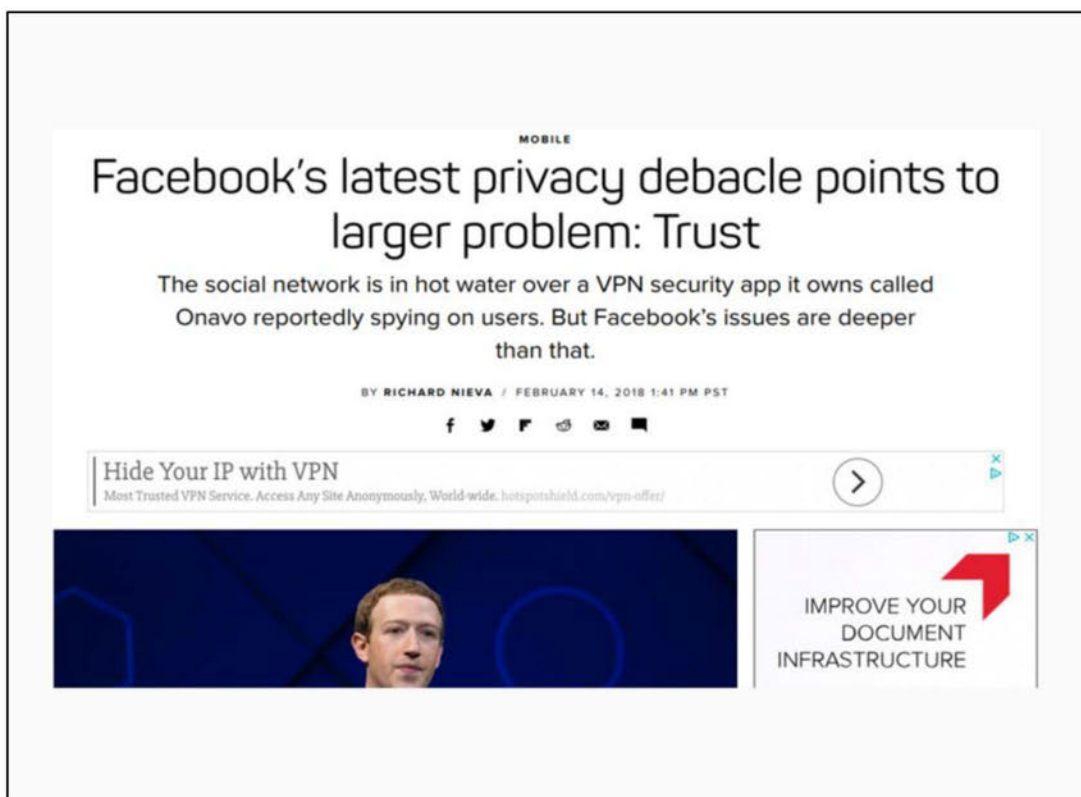 MOBILE
Facebook's latest privacy debacle points to
larger problem: Trust
The social network is in hot water over a VPN security app it owns called
Onavo reportedly spying on users. But Facebook's issues are deeper
than that.
BY RICHARD NIEVA / FEBRUARY 14, 2018 1:41 PM PST
Hide Your IP with VPN
Most Trusted VPN Service. Access Any Site Anonymously, World-wide. hotspotshield.com/vpn-offer/
IMPROVE YOUR
DOCUMENT
INFRASTRUCTURE